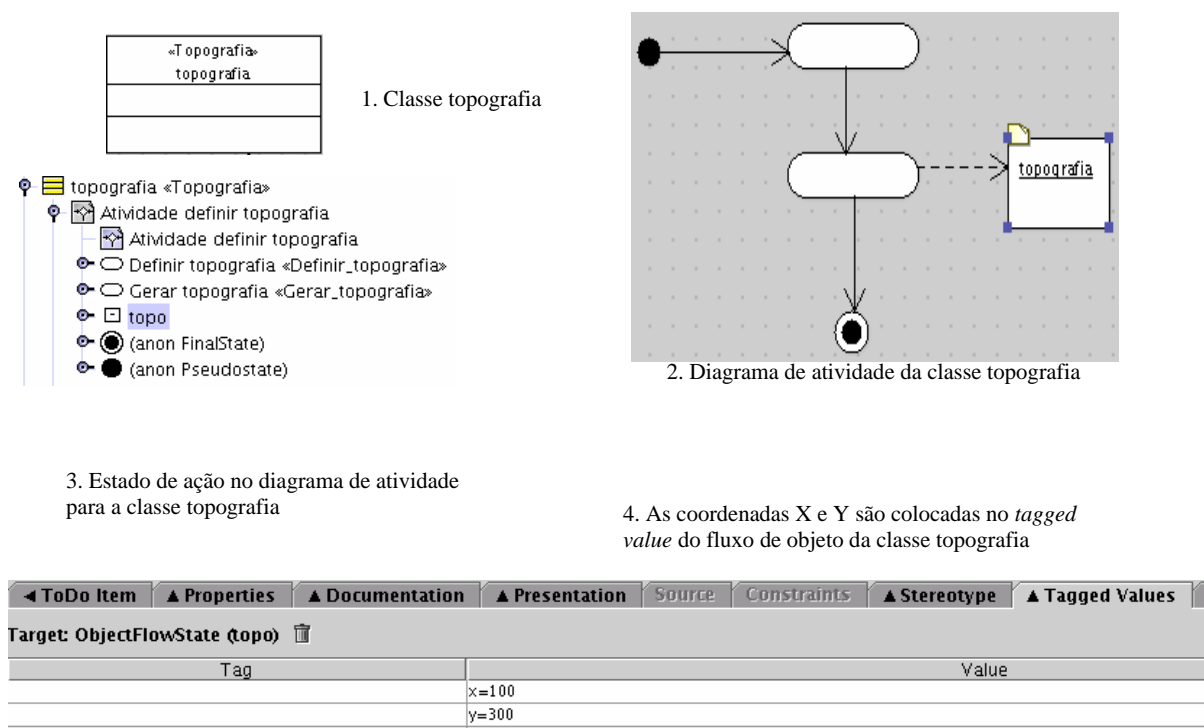 «Topografia»
topografia
1. Classe topografia
topografia «Topografia»
Atividade definir topografia
Atividade definir topografia
Definir topografia «Definir_topografia»
Gerar topografia «Gerar_topografia»
topo
(anon FinalState)
(anon Pseudostate)
topografia
2. Diagrama de atividade da classe topografia
3. Estado de ação no diagrama de atividade
para a classe topografia
4. As coordenadas X e Y são colocadas no tagged
value do fluxo de objeto da classe topografia
ToDo Item Properties Documentation Presentation Source Constraints Stereotype Tagged Values
Target: ObjectFlowState (topo)
Tag Value
x=100
y=300